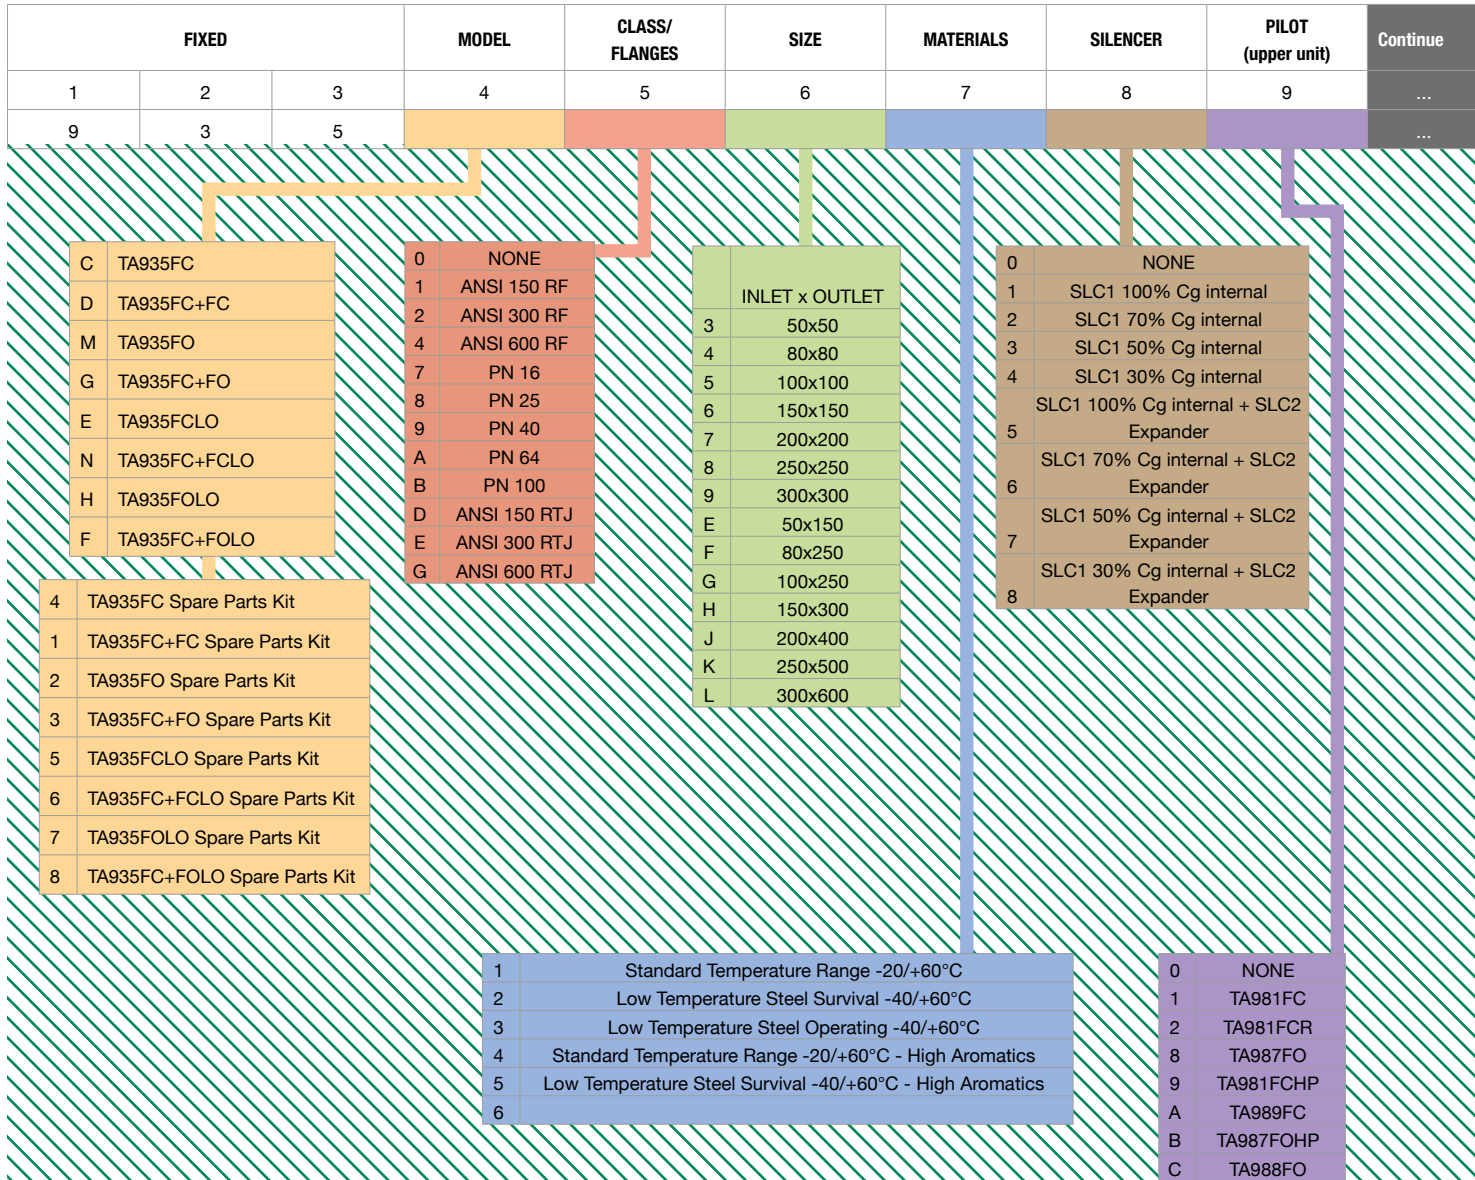 FIXED MODEL CLASS/ FLANGES SIZE MATERIALS SILENCER PILOT (upper unit) Continue
1 2 3 4 5 6 7 8 9 ...
9 3 5 ...
C TA935FC
D TA935FC+FC
M TA935FO
G TA935FC+FO
E TA935FCLO
N TA935FC+FCLO
H TA935FOLO
F TA935FC+FOLO
4 TA935FC Spare Parts Kit
1 TA935FC+FC Spare Parts Kit
2 TA935FO Spare Parts Kit
3 TA935FC+FO Spare Parts Kit
5 TA935FCLO Spare Parts Kit
6 TA935FC+FCLO Spare Parts Kit
7 TA935FOLO Spare Parts Kit
8 TA935FC+FOLO Spare Parts Kit
0 NONE
1 ANSI 150 RF
2 ANSI 300 RF
4 ANSI 600 RF
7 PN 16
8 PN 25
9 PN 40
A PN 64
B PN 100
D ANSI 150 RTJ
E ANSI 300 RTJ
G ANSI 600 RTJ
INLET x OUTLET
3 50x50
4 80x80
5 100x100
6 150x150
7 200x200
8 250x250
9 300x300
E 50x150
F 80x250
G 100x250
H 150x300
J 200x400
K 250x500
L 300x600
0 NONE
1 SLC1 100% Cg internal
2 SLC1 70% Cg internal
3 SLC1 50% Cg internal
4 SLC1 30% Cg internal
SLC1 100% Cg internal + SLC2
5 Expander
SLC1 70% Cg internal + SLC2
6 Expander
SLC1 50% Cg internal + SLC2
7 Expander
SLC1 30% Cg internal + SLC2
8 Expander
1 Standard Temperature Range -20/+60°C
2 Low Temperature Steel Survival -40/+60°C
3 Low Temperature Steel Operating -40/+60°C
4 Standard Temperature Range -20/+60°C - High Aromatics
5 Low Temperature Steel Survival -40/+60°C - High Aromatics
6
0 NONE
1 TA981FC
2 TA981FCR
8 TA987FO
9 TA981FCHP
A TA989FC
B TA987FOHP
C TA988FO